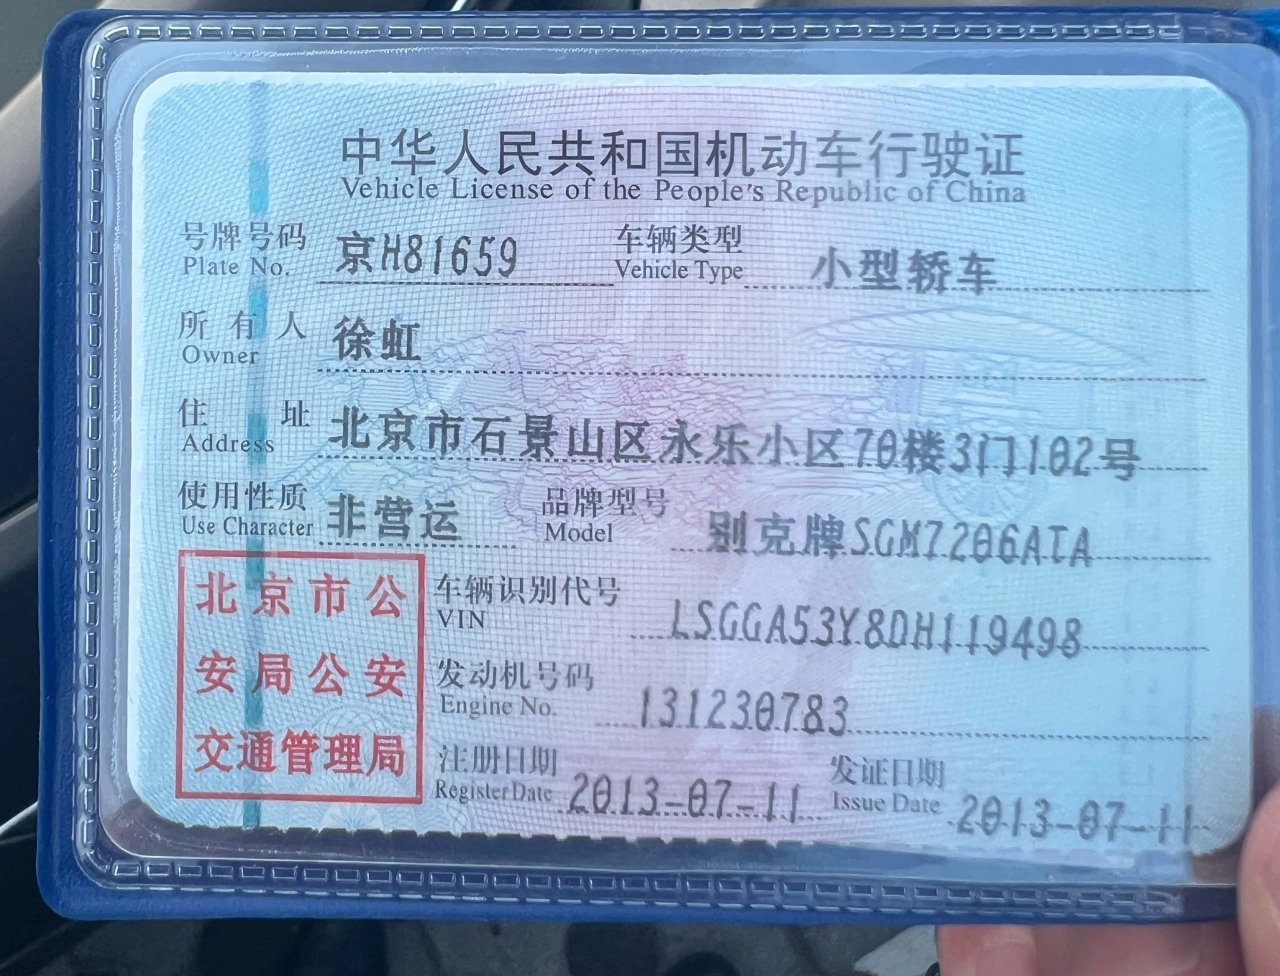 中华人民共和国机动车行驶证
Vehicle License of the People's Republic of China
号牌号码 京H81659 车辆类型 小型轿车
Plate No. Vehicle Type
所有人 徐虹
Owner
住址 北京市石景山区永乐小区70楼3门102号
Address
使用性质 非营运 品牌型号 别克牌SGM7206ATA
Use Character Model
北京市公
安局公安
交通管理局
车辆识别代号 LSGGA53Y8DH119498
VIN
发动机号码 131230783
Engine No.
注册日期 2013-07-11 发证日期 2013-07-11
Register Date Issue Date